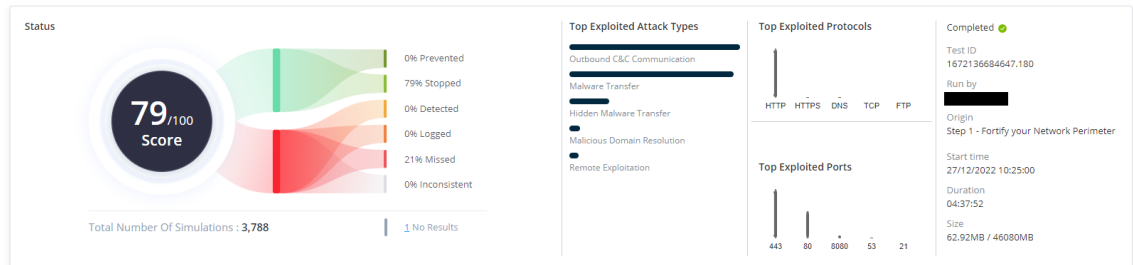 Status
79/100
Score
0% Prevented
79% Stopped
0% Detected
0% Logged
21% Missed
0% Inconsistent
Total Number Of Simulations : 3,788
1 No Results
Top Exploited Attack Types
Outbound C&C Communication
Malware Transfer
Hidden Malware Transfer
Malicious Domain Resolution
Remote Exploitation
Top Exploited Protocols
HTTP HTTPS DNS TCP FTP
Top Exploited Ports
443 80 8080 53 21
Completed
Test ID
1672136684647.180
Run by
Origin
Step 1 - Fortify your Network Perimeter
Start time
27/12/2022 10:25:00
Duration
04:37:52
Size
62.92MB / 46080MB